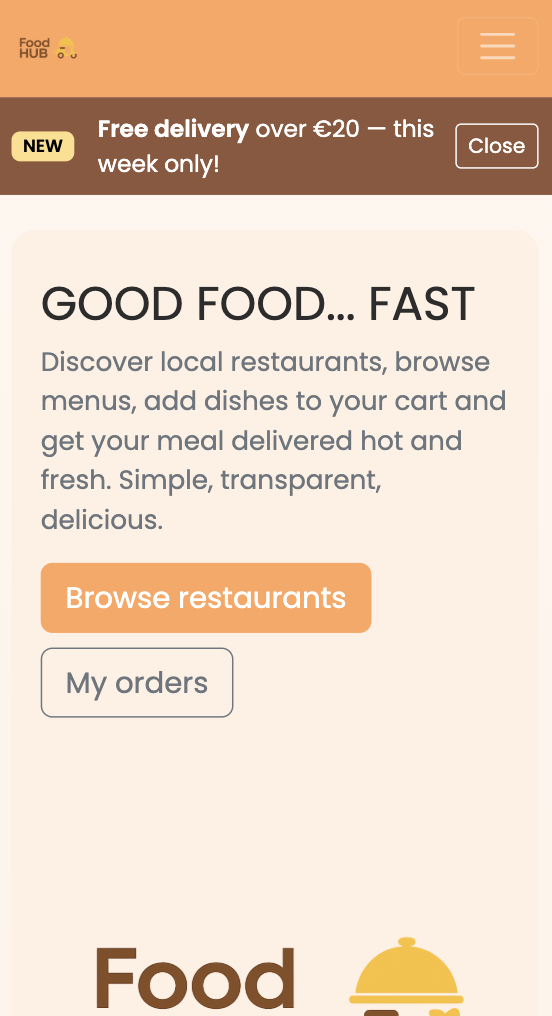 Food
HUB
NEW
Free delivery over €20 — this
week only!
Close
GOOD FOOD... FAST
Discover local restaurants, browse
menus, add dishes to your cart and
get your meal delivered hot and
fresh. Simple, transparent,
delicious.
Browse restaurants
My orders
Food